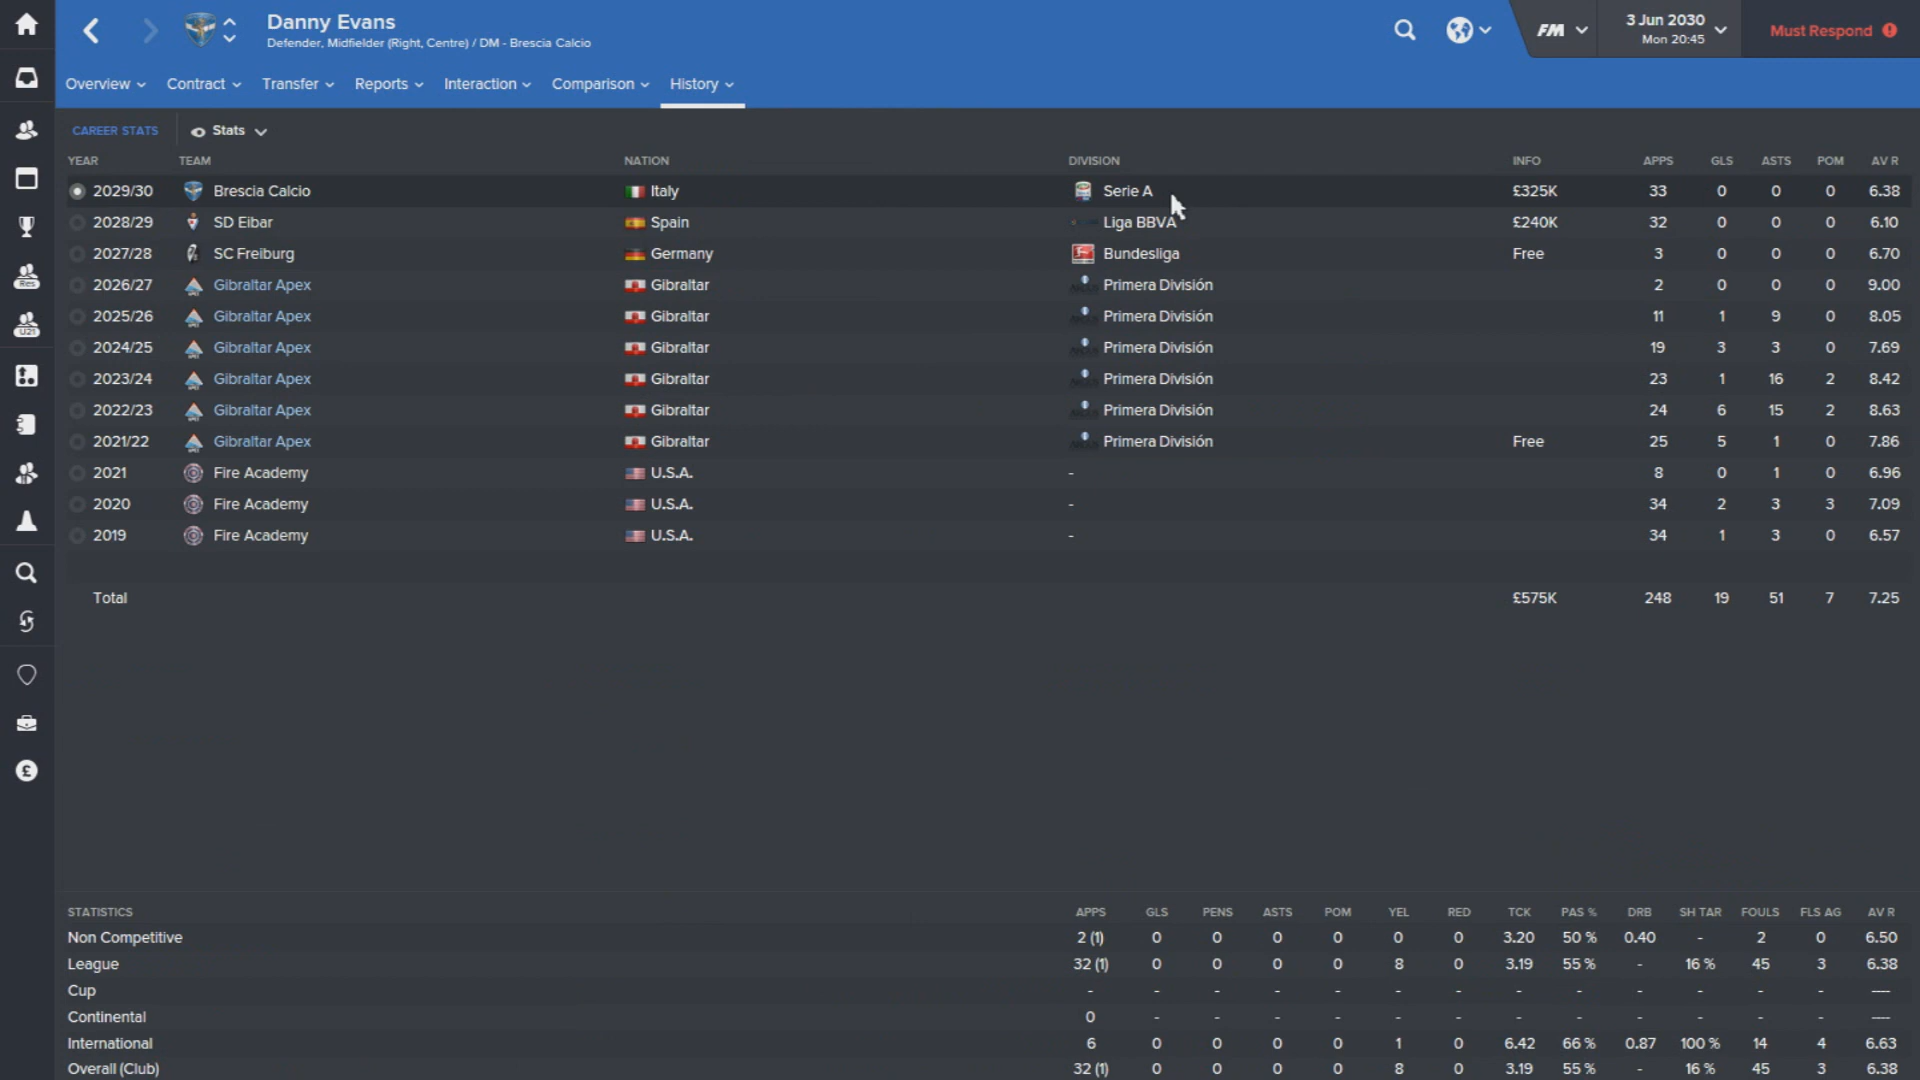 Danny Evans
Defender, Midfielder (Right, Centre) / DM - Brescia Calcio
FM
3 Jun 2030
Mon 20:45
Must Respond
Overview Contract Transfer Reports Interaction Comparison History
CAREER STATS Stats
YEAR TEAM NATION DIVISION INFO APPS GLS ASTS POM AV R
2029/30 Brescia Calcio Italy Serie A £325K 33 0 0 0 6.38
2028/29 SD Eibar Spain Liga BBVA £240K 32 0 0 0 6.10
2027/28 SC Freiburg Germany Bundesliga Free 3 0 0 0 6.70
2026/27 Gibraltar Apex Gibraltar Primera División 2 0 0 0 9.00
2025/26 Gibraltar Apex Gibraltar Primera División 11 1 9 0 8.05
2024/25 Gibraltar Apex Gibraltar Primera División 19 3 3 0 7.69
2023/24 Gibraltar Apex Gibraltar Primera División 23 1 16 2 8.42
2022/23 Gibraltar Apex Gibraltar Primera División 24 6 15 2 8.63
2021/22 Gibraltar Apex Gibraltar Primera División Free 25 5 1 0 7.86
2021 Fire Academy U.S.A. - 8 0 1 0 6.96
2020 Fire Academy U.S.A. - 34 2 3 3 7.09
2019 Fire Academy U.S.A. - 34 1 3 0 6.57
Total £575K 248 19 51 7 7.25
Res
U21
STATISTICS APPS GLS PENS ASTS POM YEL RED TCK PAS % DRB SH TAR FOULS FLS AG AV R
Non Competitive 2 (1) 0 0 0 0 0 0 3.20 50 % 0.40 - 2 0 6.50
League 32 (1) 0 0 0 0 8 0 3.19 55 % - 16 % 45 3 6.38
Cup - - - - - - - - - - - - - ----
Continental 0 - - - - - - - - - - - - ----
International 6 0 0 0 0 1 0 6.42 66 % 0.87 100 % 14 4 6.63
Overall (Club) 32 (1) 0 0 0 0 8 0 3.19 55 % - 16 % 45 3 6.38